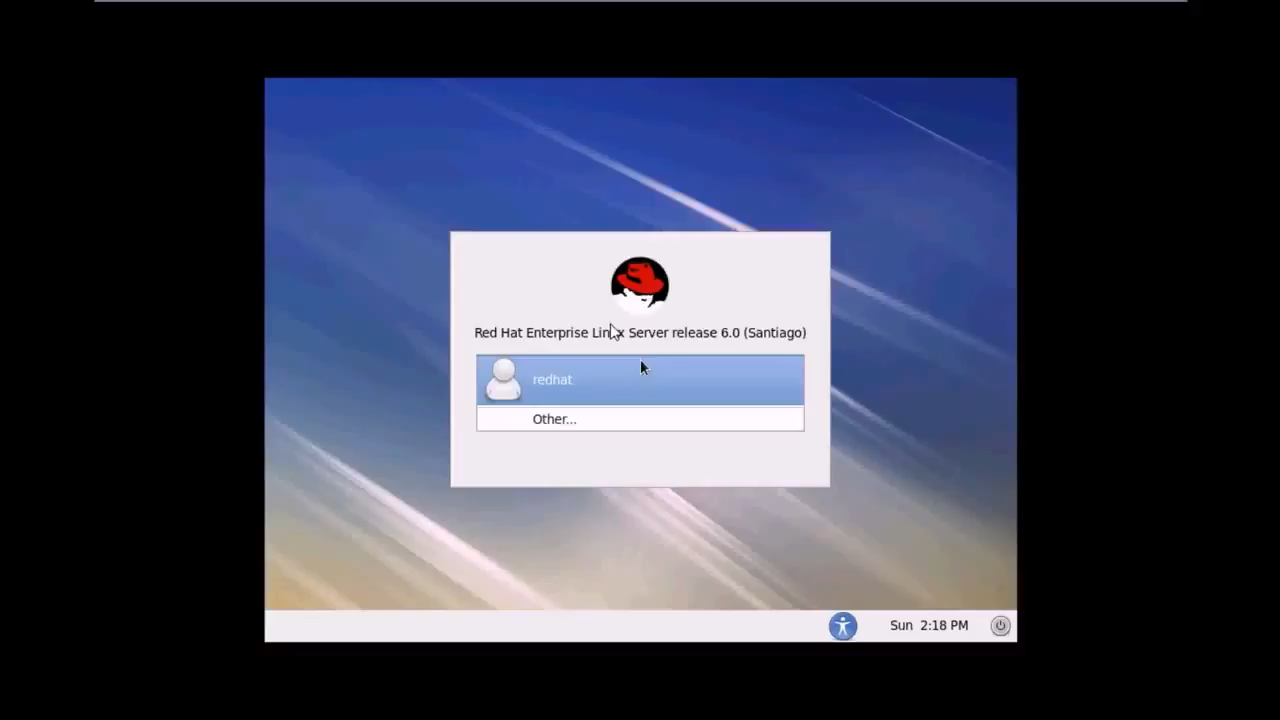 Red Hat Enterprise Linux Server release 6.0 (Santiago)
redhat
Other...
Sun 2:18 PM